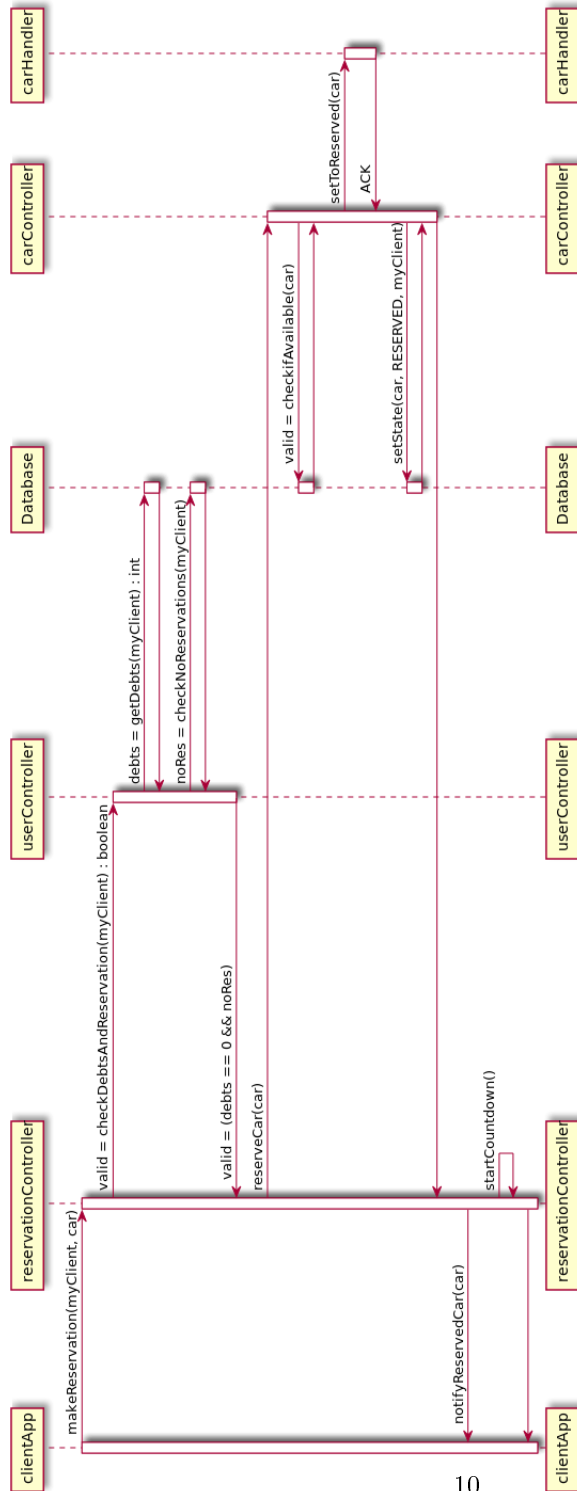 clientApp
reservationController
userController
Database
carController
carHandler
makeReservation(myClient, car)
valid = checkDebtsAndReservation(myClient) : boolean
debts = getDebts(myClient) : int
noRes = checkNoReservations(myClient)
valid = (debts == 0 && noRes)
reserveCar(car)
valid = checkifAvailable(car)
setToReserved(car)
ACK
setState(car, RESERVED, myClient)
notifyReservedCar(car)
startCountdown()
clientApp
reservationController
userController
Database
carController
carHandler
10